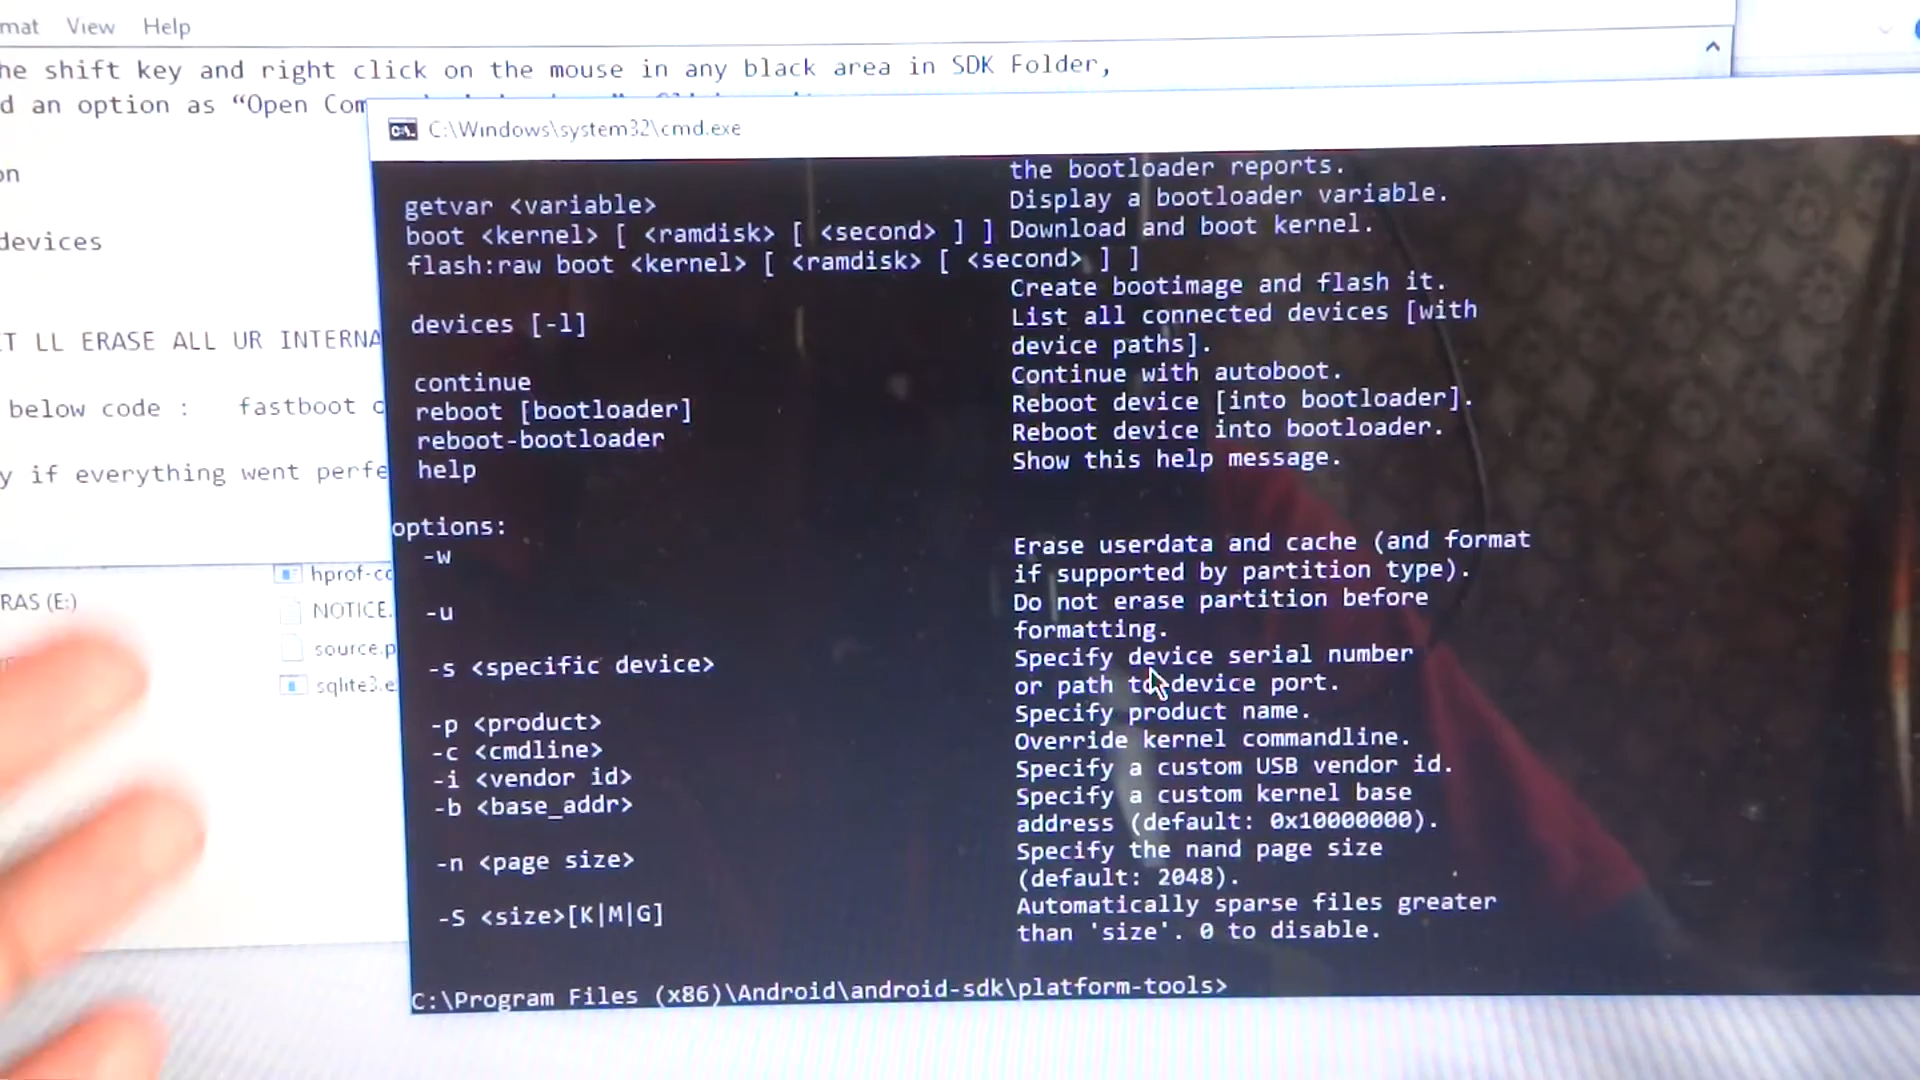 mat View Help
he shift key and right click on the mouse in any black area in SDK Folder,
d an option as “Open Com
on
devices
ET LL ERASE ALL UR INTERNA
below code : fastboot o
y if everything went perfe
RAS (E:)
hprof-co
NOTICE.
source.p
sqlite3.e
C:\Windows\system32\cmd.exe
the bootloader reports.
getvar <variable> Display a bootloader variable.
boot <kernel> [ <ramdisk> [ <second> ] ] Download and boot kernel.
flash:raw boot <kernel> [ <ramdisk> [ <second> ] ]
Create bootimage and flash it.
devices [-l] List all connected devices [with
device paths].
continue Continue with autoboot.
reboot [bootloader] Reboot device [into bootloader].
reboot-bootloader Reboot device into bootloader.
help Show this help message.
options:
-w Erase userdata and cache (and format
if supported by partition type).
-u Do not erase partition before
formatting.
-s <specific device> Specify device serial number
or path to device port.
-p <product> Specify product name.
-c <cmdline> Override kernel commandline.
-i <vendor id> Specify a custom USB vendor id.
-b <base_addr> Specify a custom kernel base
address (default: 0x10000000).
-n <page size> Specify the nand page size
(default: 2048).
-S <size>[K|M|G] Automatically sparse files greater
than 'size'. 0 to disable.
C:\Program Files (x86)\Android\android-sdk\platform-tools>